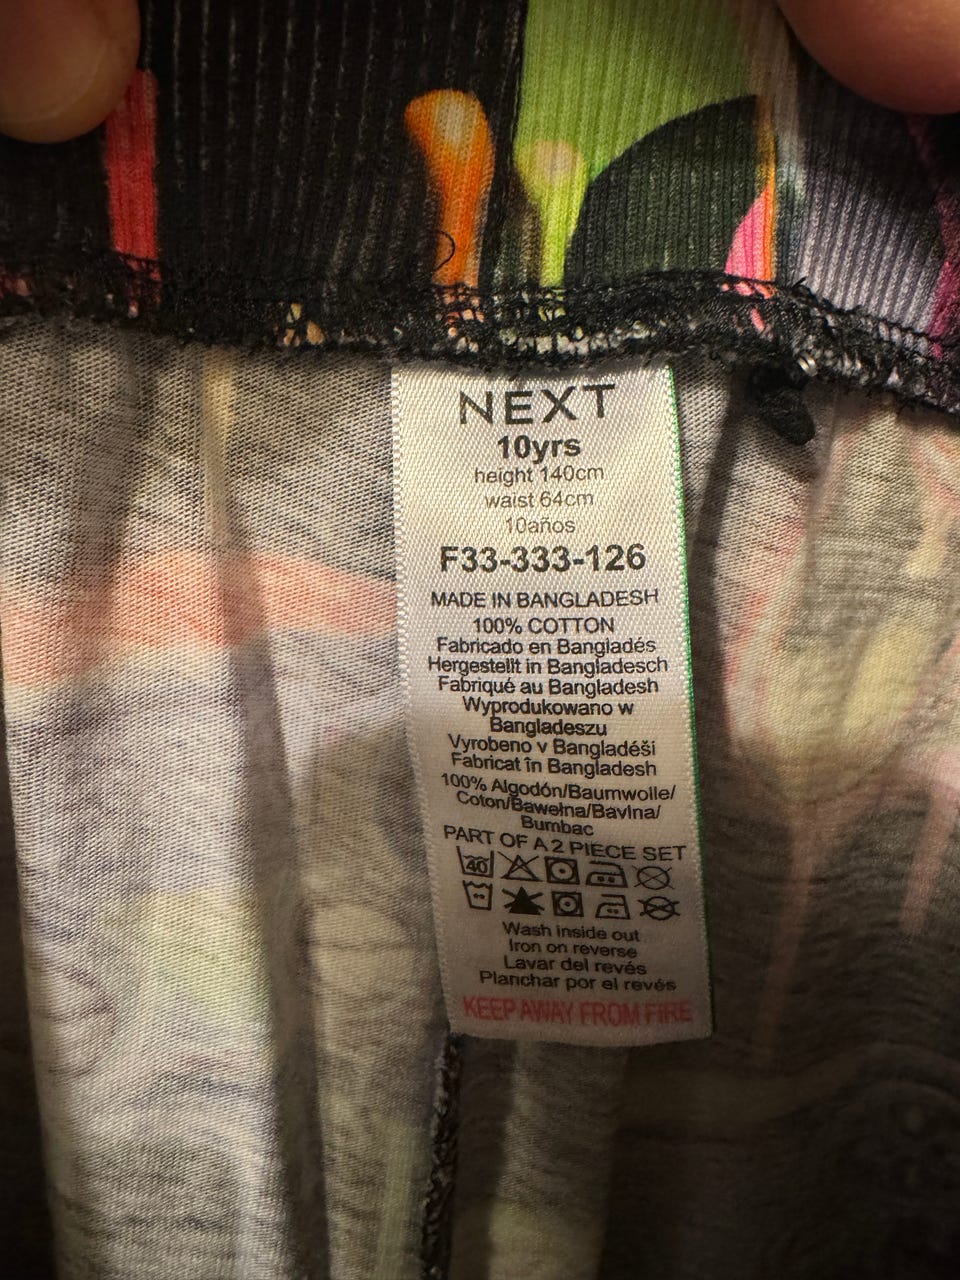 NEXT
10yrs
height 140cm
waist 64cm
10años
F33-333-126
MADE IN BANGLADESH
100% COTTON
Fabricado en Bangladés
Hergestellt in Bangladesch
Fabriqué au Bangladesh
Wyprodukowano w
Bangladeszu
Vyrobeno v Bangladéši
Fabricat în Bangladesh
100% Algodón/Baumwolle/
Coton/Bawełna/Bavlna/
Bumbac
PART OF A 2 PIECE SET
40
Wash inside out
Iron on reverse
Lavar del revés
Planchar por el revés
KEEP AWAY FROM FIRE